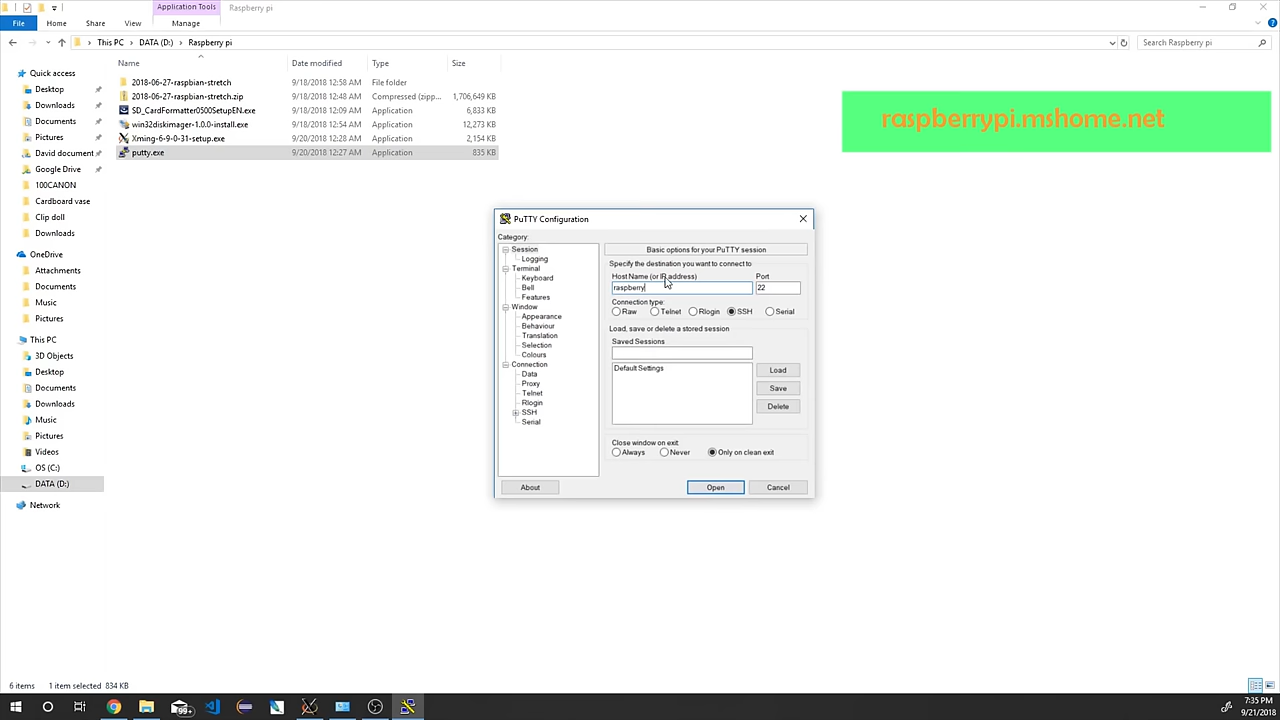 Application Tools
Raspberry pi
File
Home
Share
View
Manage
This PC
DATA (D:)
Raspberry pi
Search Raspberry pi
Name
Date modified
Type
Size
2018-06-27-raspbian-stretch
9/18/2018 12:58 AM
File folder
2018-06-27-raspbian-stretch.zip
9/18/2018 12:48 AM
Compressed (zipp...
1,706,649 KB
SD_CardFormatter0500SetupEN.exe
9/18/2018 12:09 AM
Application
6,833 KB
win32diskimager-1.0.0-install.exe
9/18/2018 12:54 AM
Application
12,273 KB
Xming-6-9-0-31-setup.exe
9/20/2018 12:28 AM
Application
2,154 KB
putty.exe
9/20/2018 12:27 AM
Application
835 KB
Quick access
Desktop
Downloads
Documents
Pictures
David document
Google Drive
100CANON
Cardboard vase
Clip doll
Downloads
OneDrive
Attachments
Documents
Music
Pictures
This PC
3D Objects
Desktop
Documents
Downloads
Music
Pictures
Videos
OS (C:)
DATA (D:)
Network
raspberrypi.mshome.net
PuTTY Configuration
Category:
Session
Logging
Terminal
Keyboard
Bell
Features
Window
Appearance
Behaviour
Translation
Selection
Colours
Connection
Data
Proxy
Telnet
Rlogin
SSH
Serial
Basic options for your PuTTY session
Specify the destination you want to connect to
Host Name (or IP address)
Port
raspberry
22
Connection type:
Raw
Telnet
Rlogin
SSH
Serial
Load, save or delete a stored session
Saved Sessions
Default Settings
Load
Save
Delete
Close window on exit:
Always
Never
Only on clean exit
About
Open
Cancel
6 items
1 item selected 834 KB
99+
7:35 PM
9/21/2018